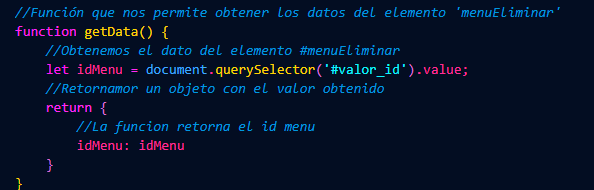 //Función que nos permite obtener los datos del elemento 'menuEliminar'
function getData() {
//Obtenemos el dato del elemento #menuEliminar
let idMenu = document.querySelector('#valor_id').value;
//Retornamor un objeto con el valor obtenido
return {
//La funcion retorna el id menu
idMenu: idMenu
}
}